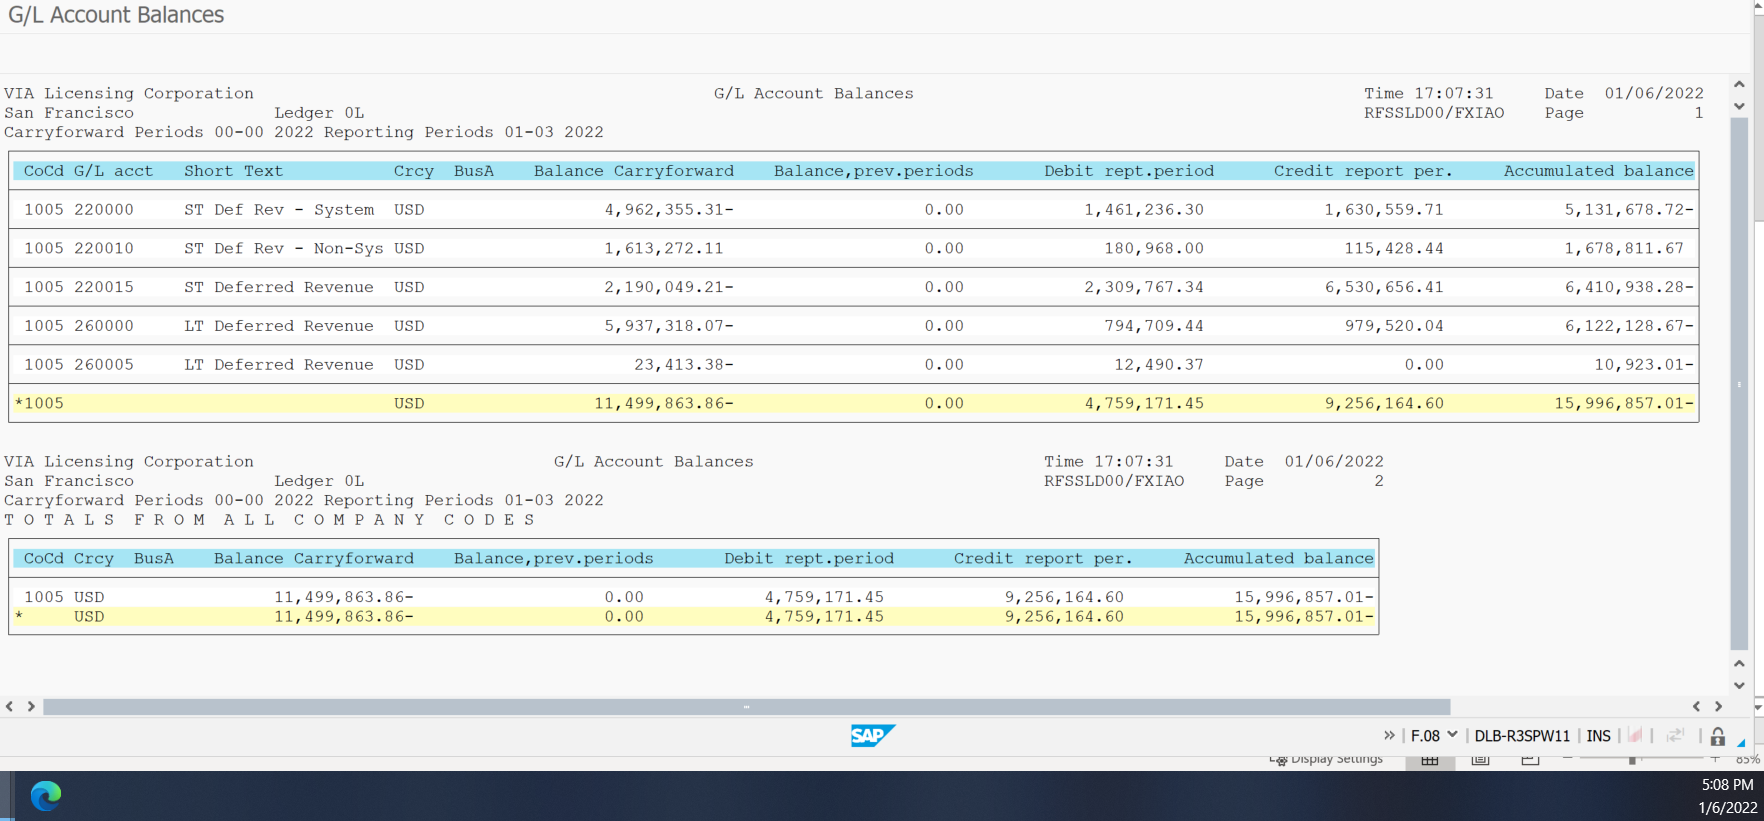 G/L Account Balances
VIA Licensing Corporation G/L Account Balances Time 17:07:31 Date 01/06/2022
San Francisco Ledger 0L RFSSLD00/FXIAO Page 1
Carryforward Periods 00-00 2022 Reporting Periods 01-03 2022
CoCd G/L acct Short Text Crcy BusA Balance Carryforward Balance,prev.periods Debit rept.period Credit report per. Accumulated balance
1005 220000 ST Def Rev - System USD 4,962,355.31- 0.00 1,461,236.30 1,630,559.71 5,131,678.72-
1005 220010 ST Def Rev - Non-Sys USD 1,613,272.11 0.00 180,968.00 115,428.44 1,678,811.67
1005 220015 ST Deferred Revenue USD 2,190,049.21- 0.00 2,309,767.34 6,530,656.41 6,410,938.28-
1005 260000 LT Deferred Revenue USD 5,937,318.07- 0.00 794,709.44 979,520.04 6,122,128.67-
1005 260005 LT Deferred Revenue USD 23,413.38- 0.00 12,490.37 0.00 10,923.01-
*1005 USD 11,499,863.86- 0.00 4,759,171.45 9,256,164.60 15,996,857.01-
VIA Licensing Corporation G/L Account Balances Time 17:07:31 Date 01/06/2022
San Francisco Ledger 0L RFSSLD00/FXIAO Page 2
Carryforward Periods 00-00 2022 Reporting Periods 01-03 2022
T O T A L S F R O M A L L C O M P A N Y C O D E S
CoCd Crcy BusA Balance Carryforward Balance,prev.periods Debit rept.period Credit report per. Accumulated balance
1005 USD 11,499,863.86- 0.00 4,759,171.45 9,256,164.60 15,996,857.01-
* USD 11,499,863.86- 0.00 4,759,171.45 9,256,164.60 15,996,857.01-
SAP » F.08 DLB-R3SPW11 INS
Display Settings 85%
5:08 PM
1/6/2022